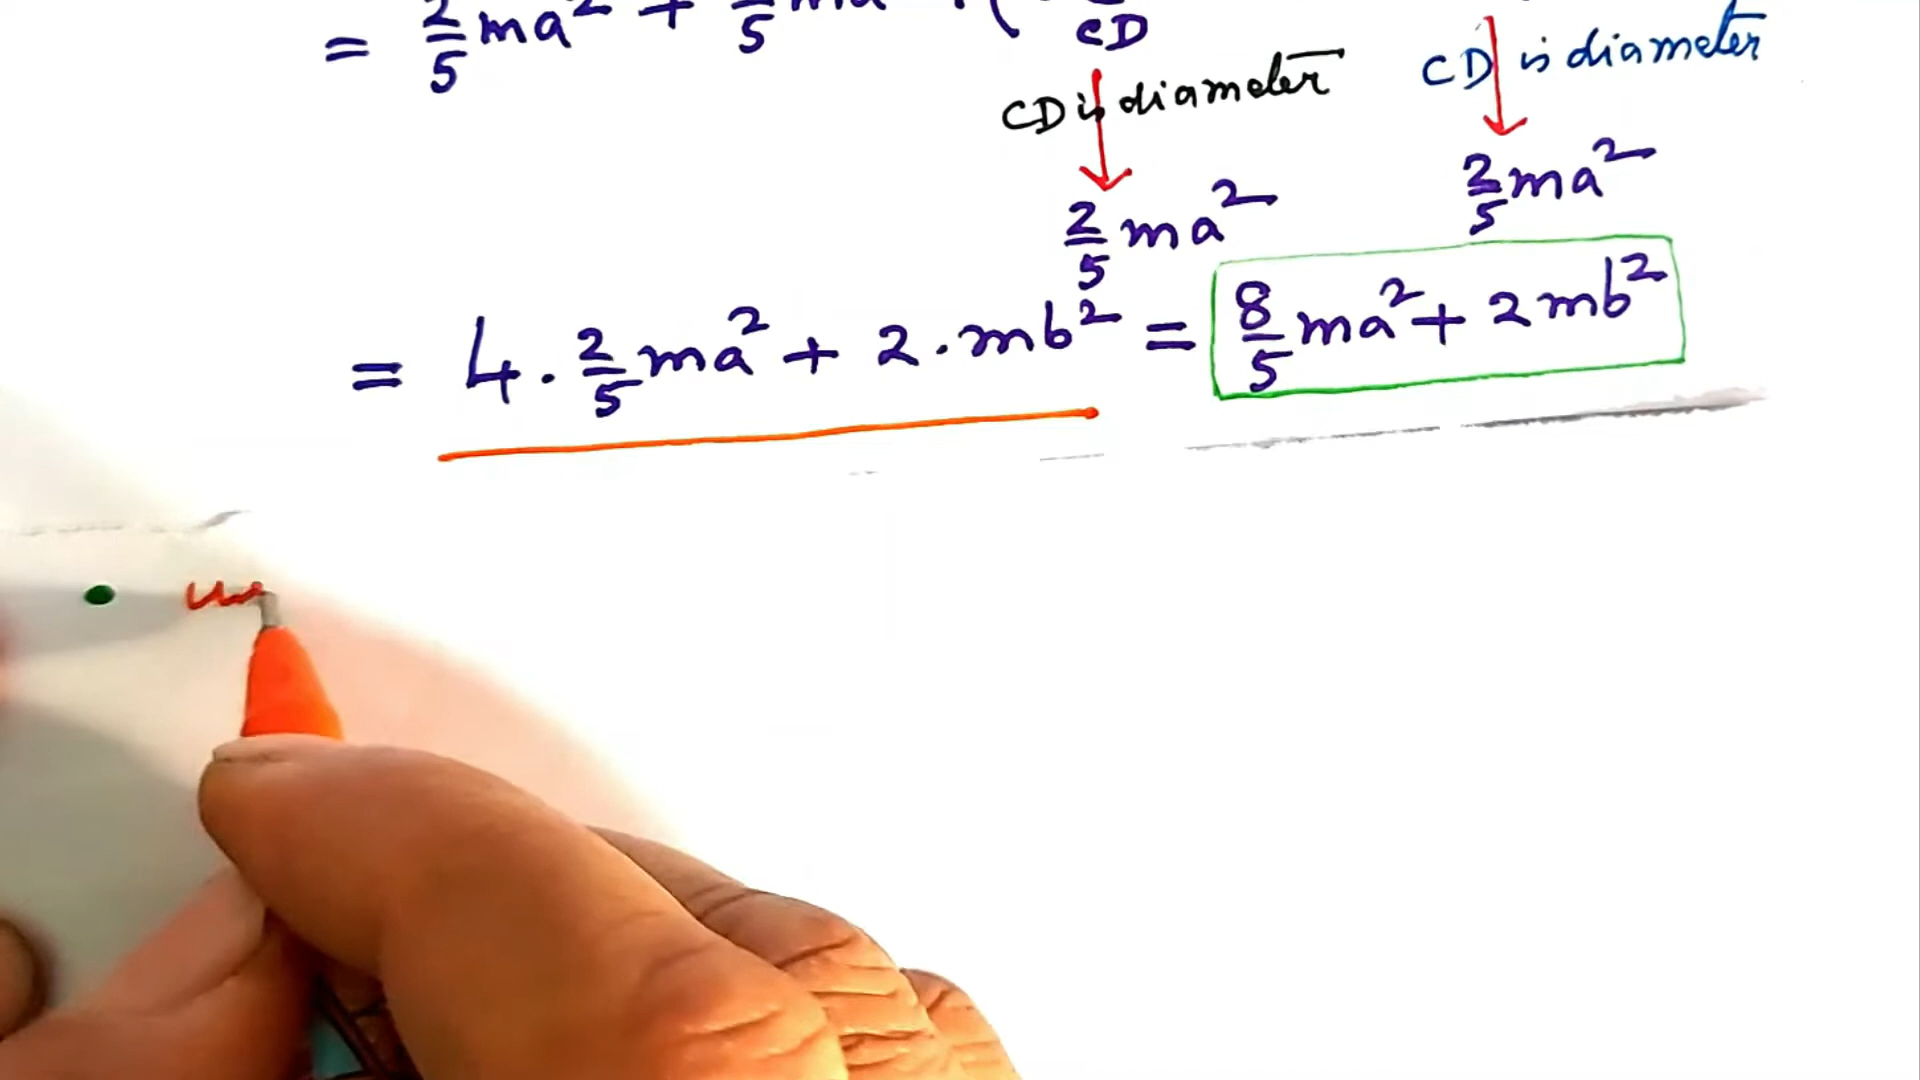 = 2/5 ma² + 2/5 ma²
CD
CD is diameter CD is diameter
2/5 ma² 2/5 ma²
= 4 · 2/5 ma² + 2 · mb² = 8/5 ma² + 2mb²